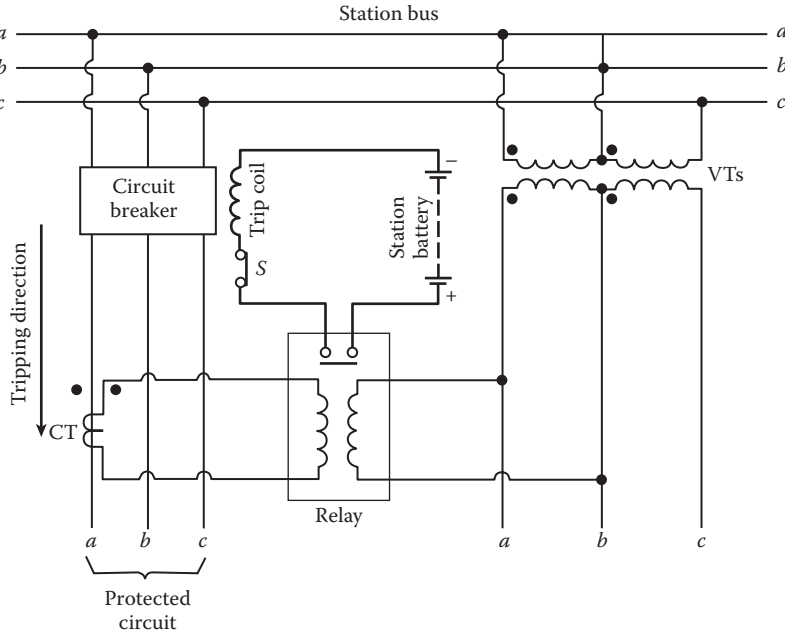 Station bus
a
a
b
b
c
c
Circuit
breaker
Trip coil
S
Station
battery
−
+
VTs
Tripping direction
CT
Relay
a
b
c
a
b
c
Protected
circuit